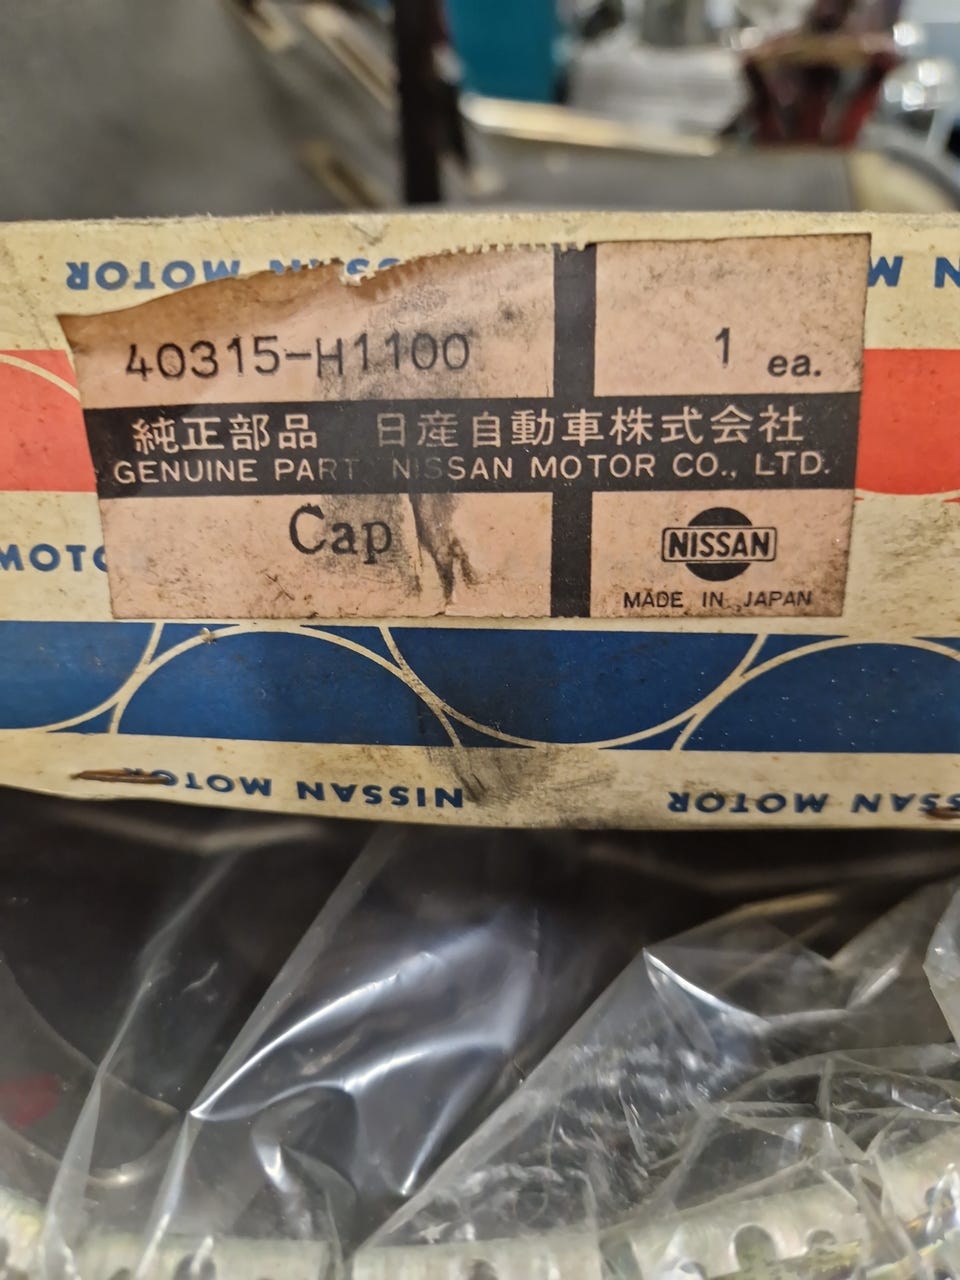 NISSAN MOTOR
40315-H1100
1 ea.
純正部品 日産自動車株式会社
GENUINE PART NISSAN MOTOR CO., LTD.
Cap
NISSAN
MADE IN JAPAN
MOTO
NISSAN MOTOR
SSAN MOTOR